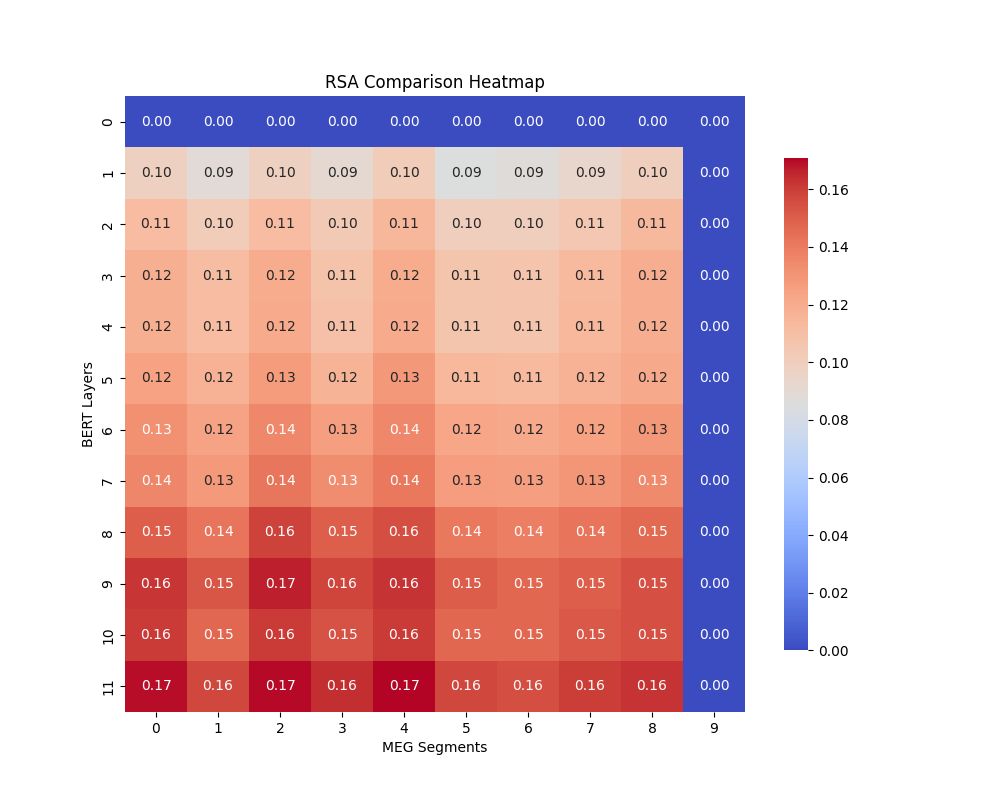 RSA Comparison Heatmap
0 0.00 0.00 0.00 0.00 0.00 0.00 0.00 0.00 0.00 0.00
1 0.10 0.09 0.10 0.09 0.10 0.09 0.09 0.09 0.10 0.00
2 0.11 0.10 0.11 0.10 0.11 0.10 0.10 0.11 0.11 0.00
3 0.12 0.11 0.12 0.11 0.12 0.11 0.11 0.11 0.12 0.00
4 0.12 0.11 0.12 0.11 0.12 0.11 0.11 0.11 0.12 0.00
5 0.12 0.12 0.13 0.12 0.13 0.11 0.11 0.12 0.12 0.00
6 0.13 0.12 0.14 0.13 0.14 0.12 0.12 0.12 0.13 0.00
7 0.14 0.13 0.14 0.13 0.14 0.13 0.13 0.13 0.13 0.00
8 0.15 0.14 0.16 0.15 0.16 0.14 0.14 0.14 0.15 0.00
9 0.16 0.15 0.17 0.16 0.16 0.15 0.15 0.15 0.15 0.00
10 0.16 0.15 0.16 0.15 0.16 0.15 0.15 0.15 0.15 0.00
11 0.17 0.16 0.17 0.16 0.17 0.16 0.16 0.16 0.16 0.00
0 1 2 3 4 5 6 7 8 9
MEG Segments
BERT Layers
0.16
0.14
0.12
0.10
0.08
0.06
0.04
0.02
0.00